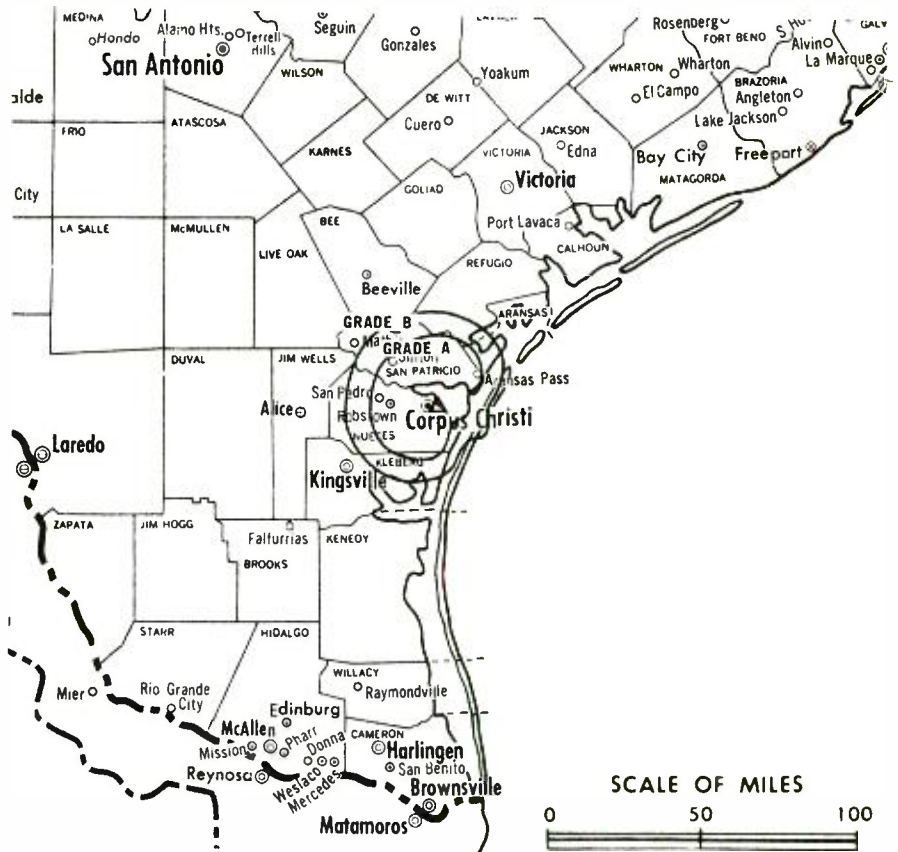 MEDINA
Hondo
Alamo Hts.
Terrell
Hills
San Antonio
Seguin
Gonzales
Rosenberg
FORT BEND
Alvin
La Marque
GALV
WILSON
Yoakum
WHARTON
Wharton
El Campo
BRAZORIA
Angleton
Lake Jackson
alde
FRIO
ATASCOSA
DE WITT
Cuero
KARNES
VICTORIA
JACKSON
Edna
Bay City
Freeport
MATAGORDA
City
GOLIAD
Victoria
LA SALLE
McMULLEN
BEE
Port Lavaca
LIVE OAK
CALHOUN
REFUGIO
Beeville
ARANSAS
GRADE B
GRADE A
DUVAL
JIM WELLS
SAN PATRICIO
Aransas Pass
San Pedro
Alice
Robstown
Corpus Christi
NUECES
Laredo
KLEBERG
Kingsville
ZAPATA
JIM HOGG
Falfurrias
KENEDY
BROOKS
STARR
HIDALGO
WILLACY
Raymondville
Mier
Rio Grande
City
Edinburg
McAllen
Mission
Pharr
Donna
CAMERON
Harlingen
Reynosa
Weslaco
Mercedes
San Benito
Brownsville
Matamoros
SCALE OF MILES
0 50 100